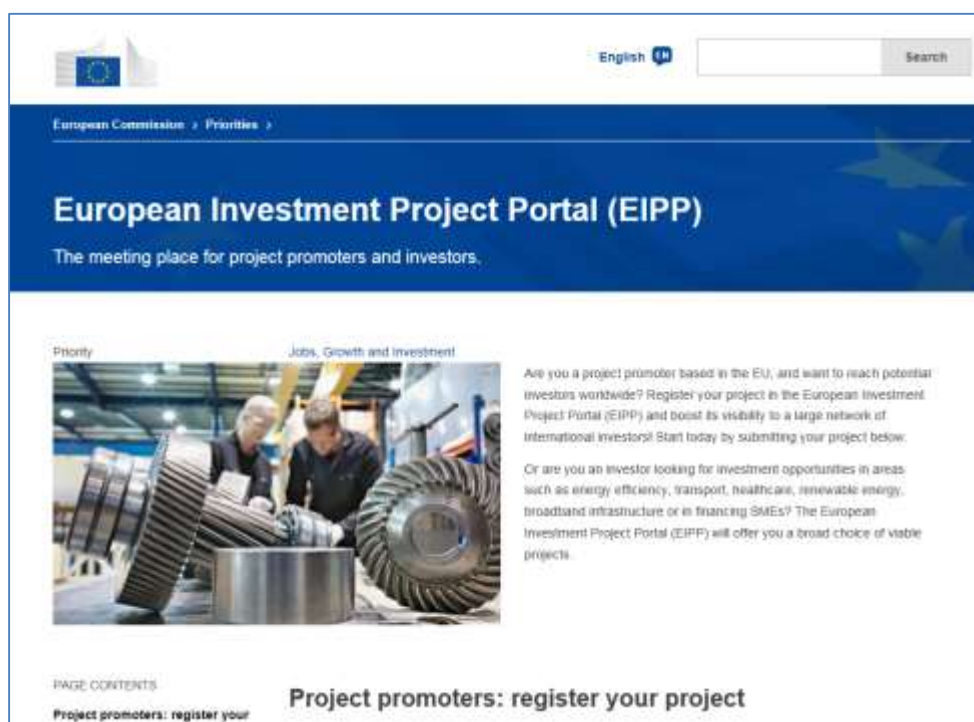 English EN
Search
European Commission › Priorities ›
European Investment Project Portal (EIPP)
The meeting place for project promoters and investors.
Priority
Jobs, Growth and Investment
Are you a project promoter based in the EU, and want to reach potential
investors worldwide? Register your project in the European Investment
Project Portal (EIPP) and boost its visibility to a large network of
international investors! Start today by submitting your project below.
Or are you an investor looking for investment opportunities in areas
such as energy efficiency, transport, healthcare, renewable energy,
broadband infrastructure or in financing SMEs? The European
Investment Project Portal (EIPP) will offer you a broad choice of viable
projects.
PAGE CONTENTS
Project promoters: register your
Project promoters: register your project